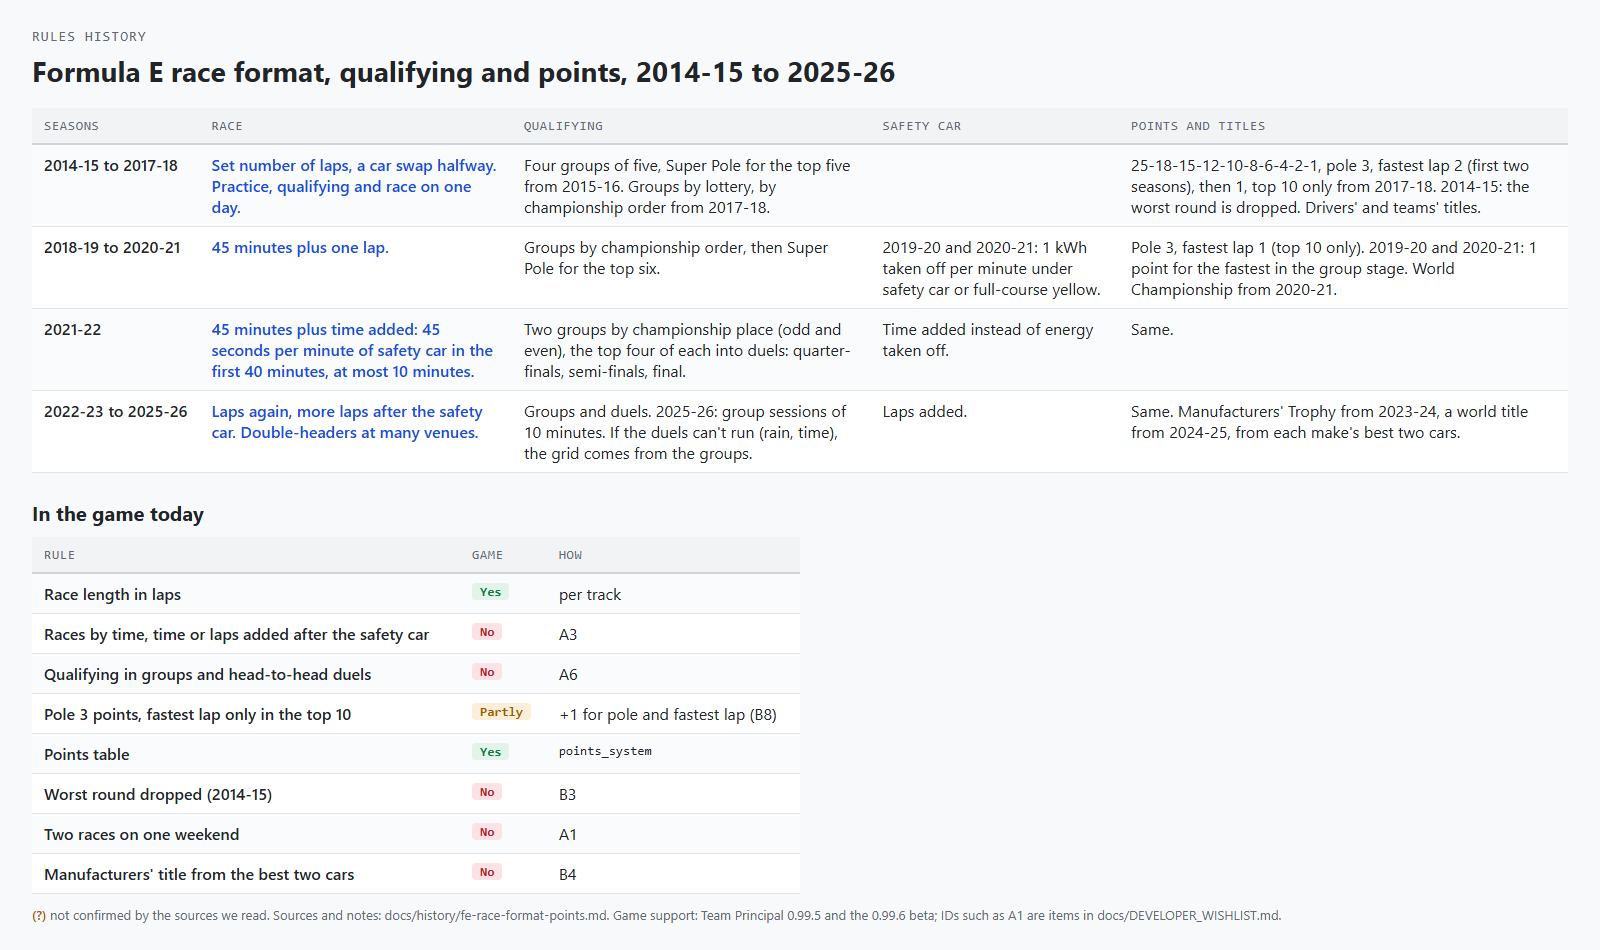 RULES HISTORY
Formula E race format, qualifying and points, 2014-15 to 2025-26
SEASONS RACE QUALIFYING SAFETY CAR POINTS AND TITLES
2014-15 to 2017-18
Set number of laps, a car swap halfway.
Practice, qualifying and race on one
day.
Four groups of five, Super Pole for the top five
from 2015-16. Groups by lottery, by
championship order from 2017-18.
25-18-15-12-10-8-6-4-2-1, pole 3, fastest lap 2 (first two
seasons), then 1, top 10 only from 2017-18. 2014-15: the
worst round is dropped. Drivers' and teams' titles.
2018-19 to 2020-21
45 minutes plus one lap.
Groups by championship order, then Super
Pole for the top six.
2019-20 and 2020-21: 1 kWh
taken off per minute under
safety car or full-course yellow.
Pole 3, fastest lap 1 (top 10 only). 2019-20 and 2020-21: 1
point for the fastest in the group stage. World
Championship from 2020-21.
2021-22
45 minutes plus time added: 45
seconds per minute of safety car in the
first 40 minutes, at most 10 minutes.
Two groups by championship place (odd and
even), the top four of each into duels: quarter-
finals, semi-finals, final.
Time added instead of energy
taken off.
Same.
2022-23 to 2025-26
Laps again, more laps after the safety
car. Double-headers at many venues.
Groups and duels. 2025-26: group sessions of
10 minutes. If the duels can't run (rain, time),
the grid comes from the groups.
Laps added.
Same. Manufacturers' Trophy from 2023-24, a world title
from 2024-25, from each make's best two cars.
In the game today
RULE GAME HOW
Race length in laps Yes per track
Races by time, time or laps added after the safety car No A3
Qualifying in groups and head-to-head duels No A6
Pole 3 points, fastest lap only in the top 10 Partly +1 for pole and fastest lap (B8)
Points table Yes points_system
Worst round dropped (2014-15) No B3
Two races on one weekend No A1
Manufacturers' title from the best two cars No B4
(?) not confirmed by the sources we read. Sources and notes: docs/history/fe-race-format-points.md. Game support: Team Principal 0.99.5 and the 0.99.6 beta; IDs such as A1 are items in docs/DEVELOPER_WISHLIST.md.